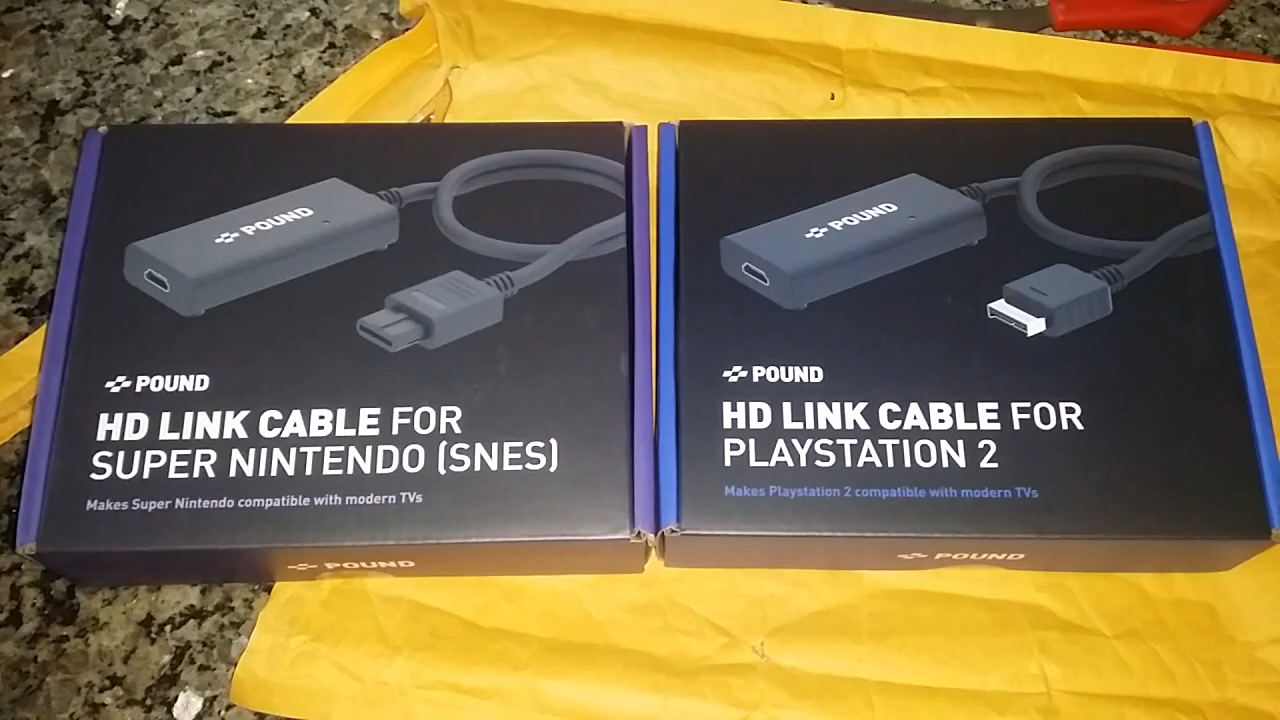 POUND
POUND
HD LINK CABLE FOR
SUPER NINTENDO (SNES)
Makes Super Nintendo compatible with modern TVs
POUND
POUND
POUND
HD LINK CABLE FOR
PLAYSTATION 2
Makes Playstation 2 compatible with modern TVs
POUND